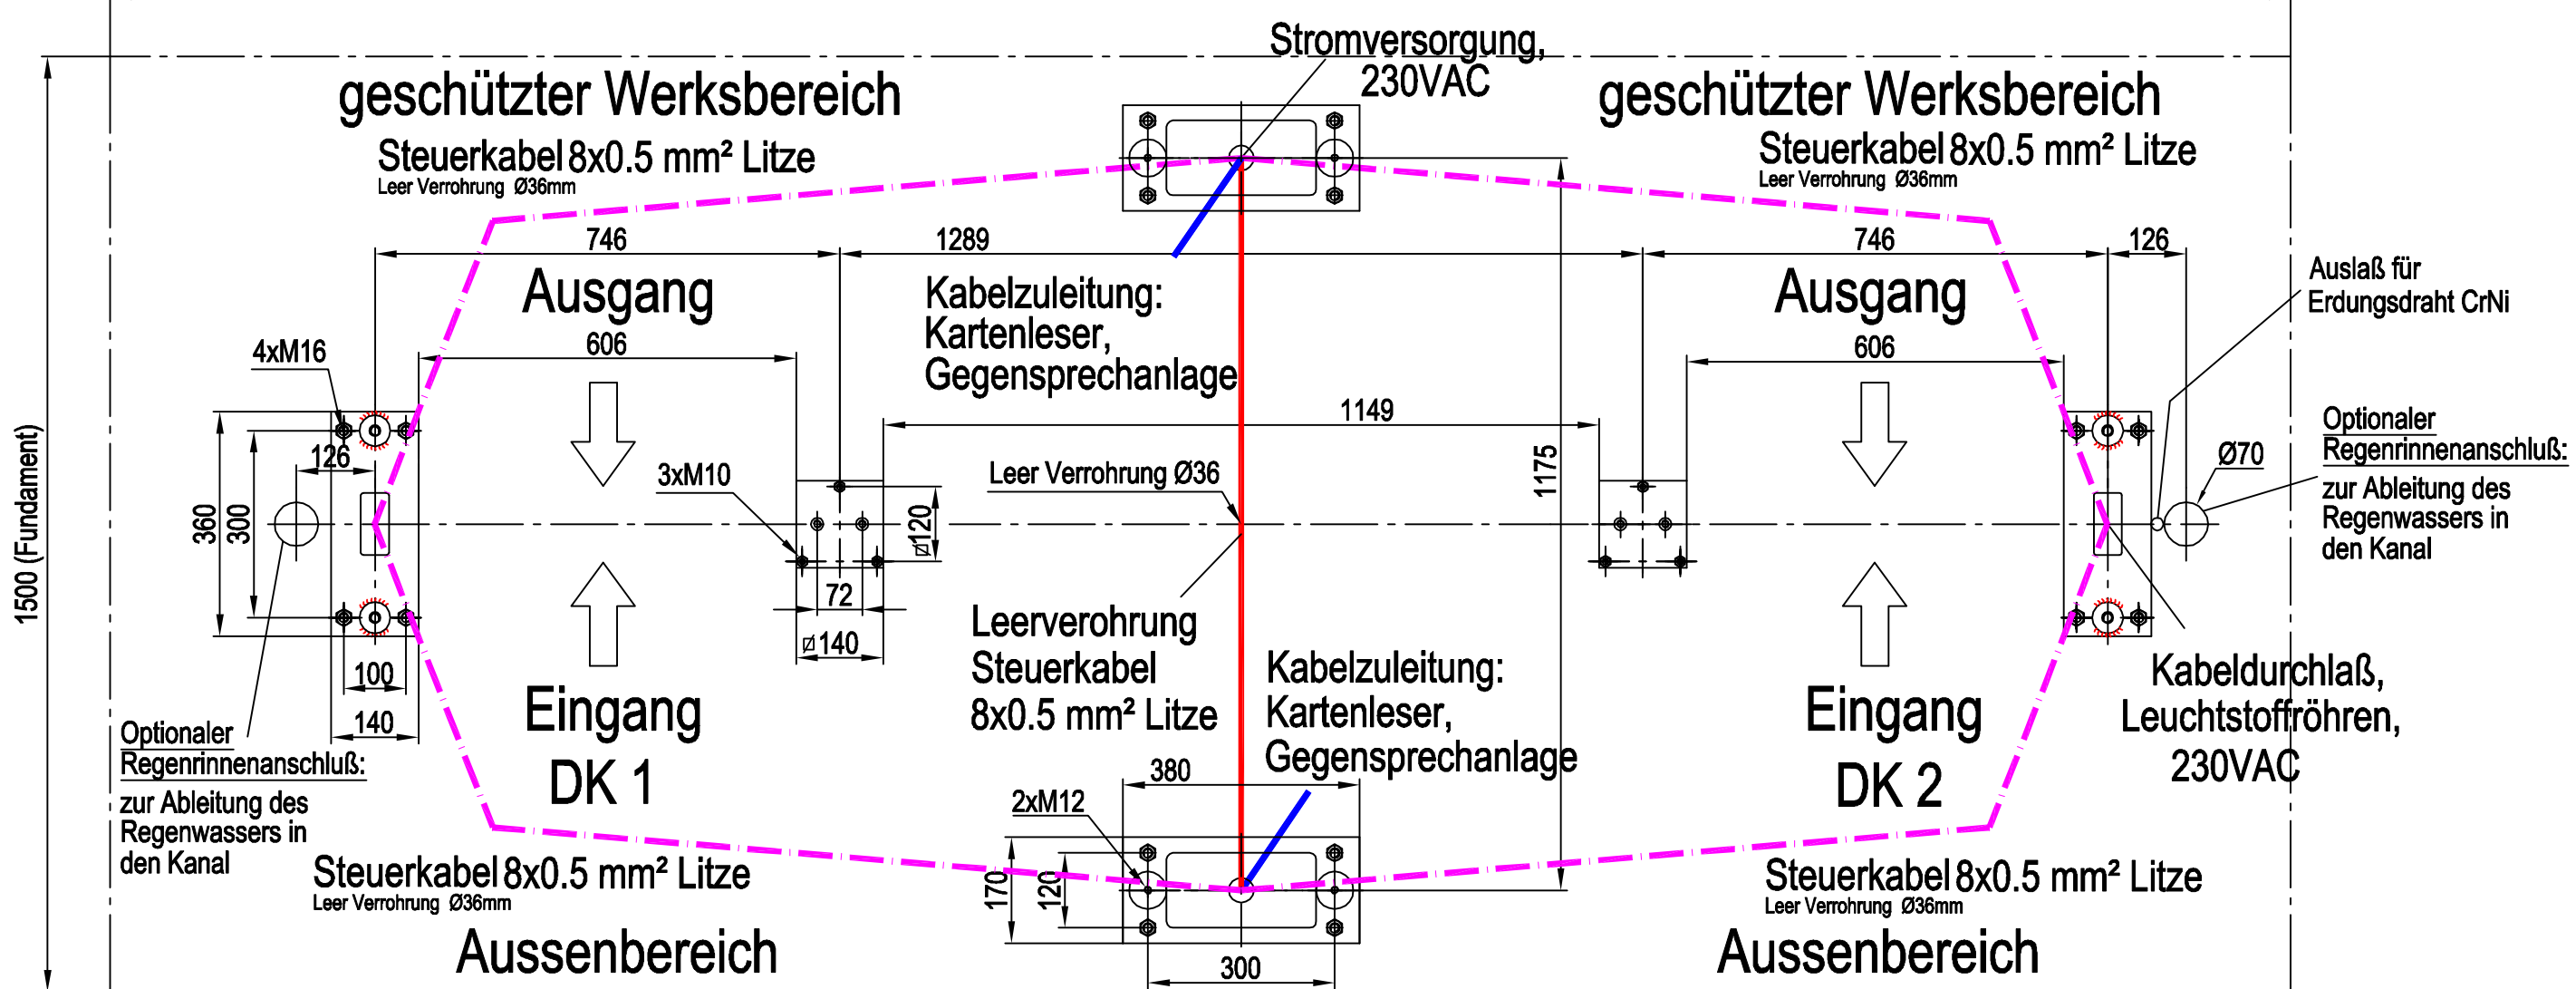 Stromversorgung,
230VAC
geschützter Werksbereich
geschützter Werksbereich
Steuerkabel 8x0.5 mm² Litze
Leer Verrohrung Ø36mm
Steuerkabel 8x0.5 mm² Litze
Leer Verrohrung Ø36mm
746
1289
746
126
Ausgang
Ausgang
Auslaß für
Erdungsdraht CrNi
Kabelzuleitung:
Kartenleser,
Gegensprechanlage
4xM16
606
606
1149
126
3xM10
Leer Verrohrung Ø36
1175
Ø70
Optionaler
Regenrinnenanschluß:
zur Ableitung des
Regenwassers in
den Kanal
1500 (Fundament)
360
300
□120
72
□140
100
140
Leerverohrung
Steuerkabel
8x0.5 mm² Litze
Kabelzuleitung:
Kartenleser,
Gegensprechanlage
Kabeldurchlaß,
Leuchtstoffröhren,
230VAC
Eingang
DK 1
Eingang
DK 2
Optionaler
Regenrinnenanschluß:
zur Ableitung des
Regenwassers in
den Kanal
380
2xM12
170
120
300
Steuerkabel 8x0.5 mm² Litze
Leer Verrohrung Ø36mm
Steuerkabel 8x0.5 mm² Litze
Leer Verrohrung Ø36mm
Aussenbereich
Aussenbereich